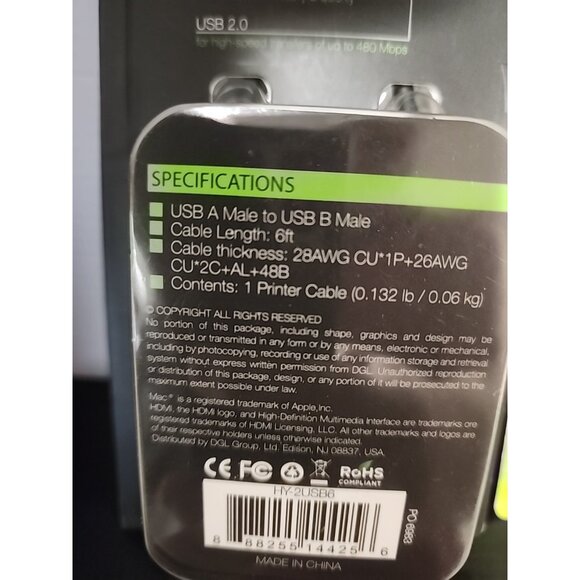 USB 2.0
for high-speed transfers of up to 480 Mbps
SPECIFICATIONS
USB A Male to USB B Male
Cable Length: 6ft
Cable thickness: 28AWG CU*1P+26AWG
CU*2C+AL+48B
Contents: 1 Printer Cable (0.132 lb / 0.06 kg)
© COPYRIGHT ALL RIGHTS RESERVED
No portion of this package, including shape, graphics and design may be
reproduced or transmitted in any form or by any means, electronic or mechanical,
including by photocopying, recording or use of any information storage and retrieval
system without express written permission from DGL. Unauthorized reproduction
or distribution of this package, design, or any portion of it will be prosecuted to the
maximum extent possible under law.
Mac® is a registered trademark of Apple,Inc.
HDMI, the HDMI logo, and High-Definition Multimedia Interface are trademarks ore
registered trademarks of HDMI Licensing, LLC. All other trademarks and logos are
of their respective holders unless otherwise indicated.
Distributed by DGL Group, Ltd. Edison, NJ 08837, USA.
CE FC RoHS
COMPLIANT
HY-2USB6
8 88255 14425 6
PO 6983
MADE IN CHINA